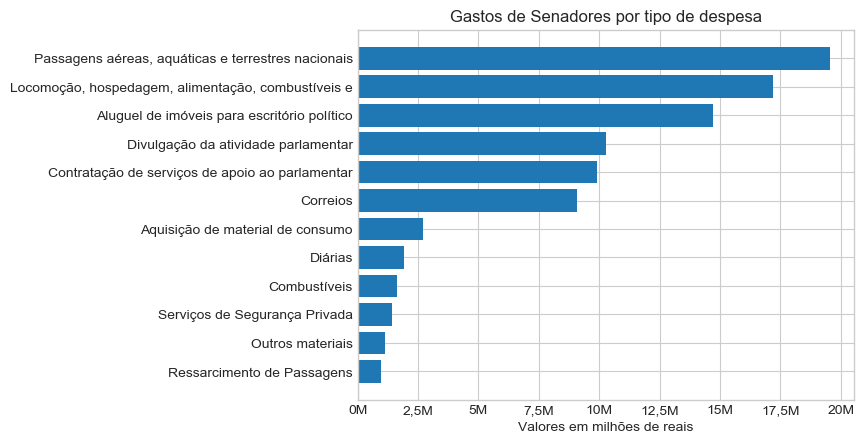 Gastos de Senadores por tipo de despesa
Passagens aéreas, aquáticas e terrestres nacionais
Locomoção, hospedagem, alimentação, combustíveis e
Aluguel de imóveis para escritório político
Divulgação da atividade parlamentar
Contratação de serviços de apoio ao parlamentar
Correios
Aquisição de material de consumo
Diárias
Combustíveis
Serviços de Segurança Privada
Outros materiais
Ressarcimento de Passagens
0M 2,5M 5M 7,5M 10M 12,5M 15M 17,5M 20M
Valores em milhões de reais